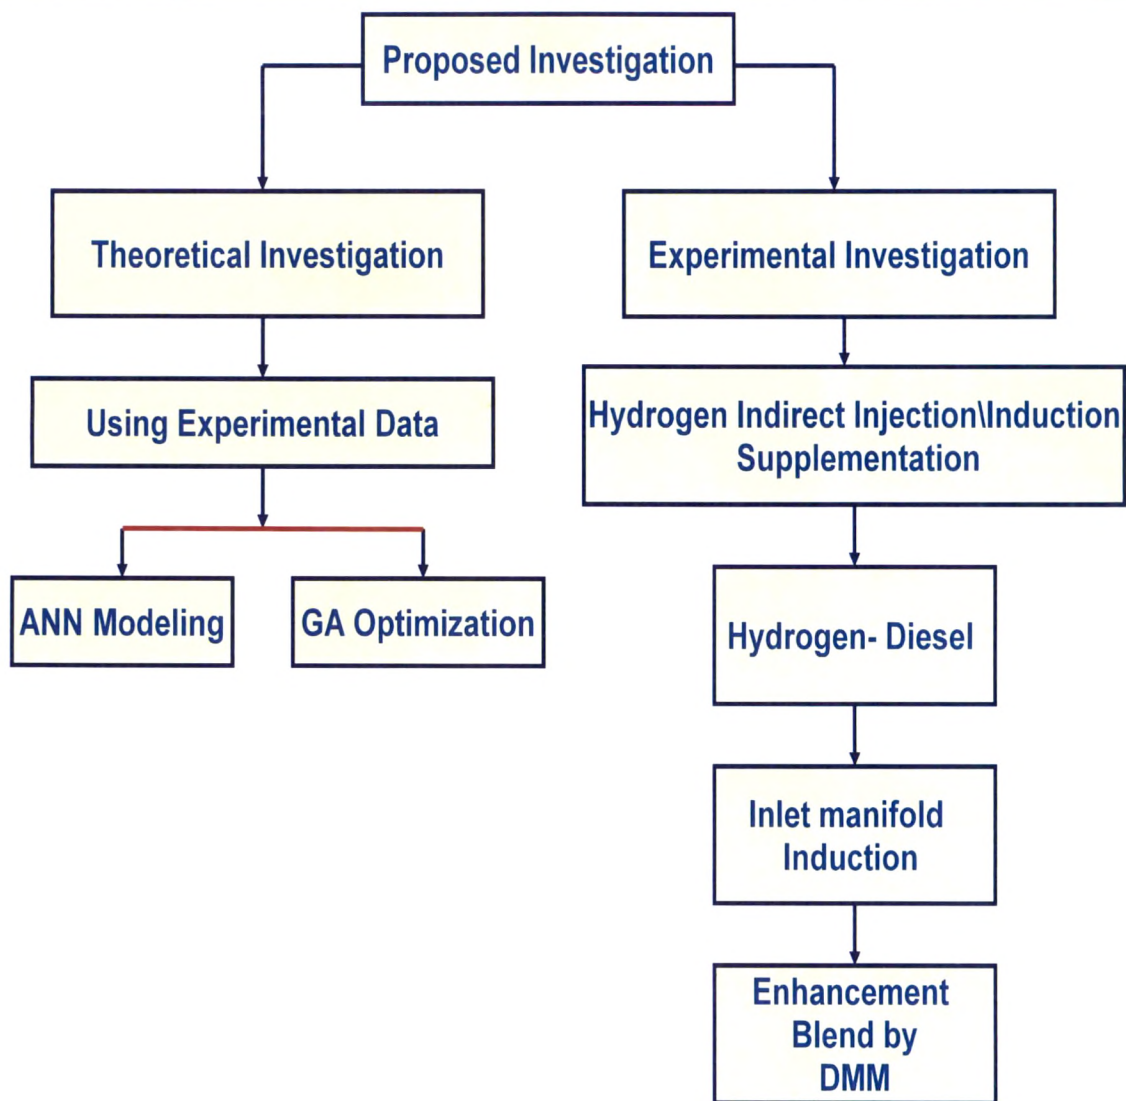 Proposed Investigation
Theoretical Investigation
Experimental Investigation
Using Experimental Data
Hydrogen Indirect Injection\Induction
Supplementation
ANN Modeling
GA Optimization
Hydrogen- Diesel
Inlet manifold
Induction
Enhancement
Blend by
DMM